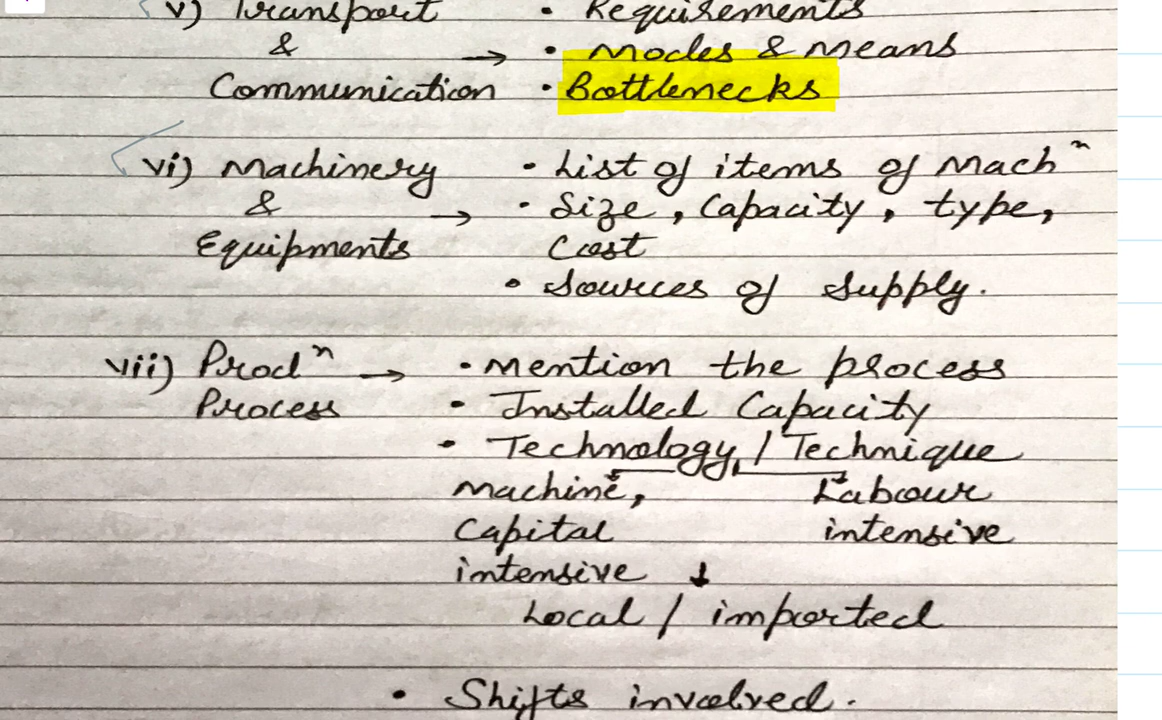 v) Transport • Requirements
& → • Modes & Means
Communication • Bottlenecks
vi) Machinery • List of items of Machⁿ
& → • Size, Capacity, type,
Equipments Cost
• Sources of Supply.
vii) Prodⁿ → • Mention the process
Process • Installed Capacity
• Technology / Technique
Machine, Labour
Capital intensive
intensive ↓
Local / imported
• Shifts involved.